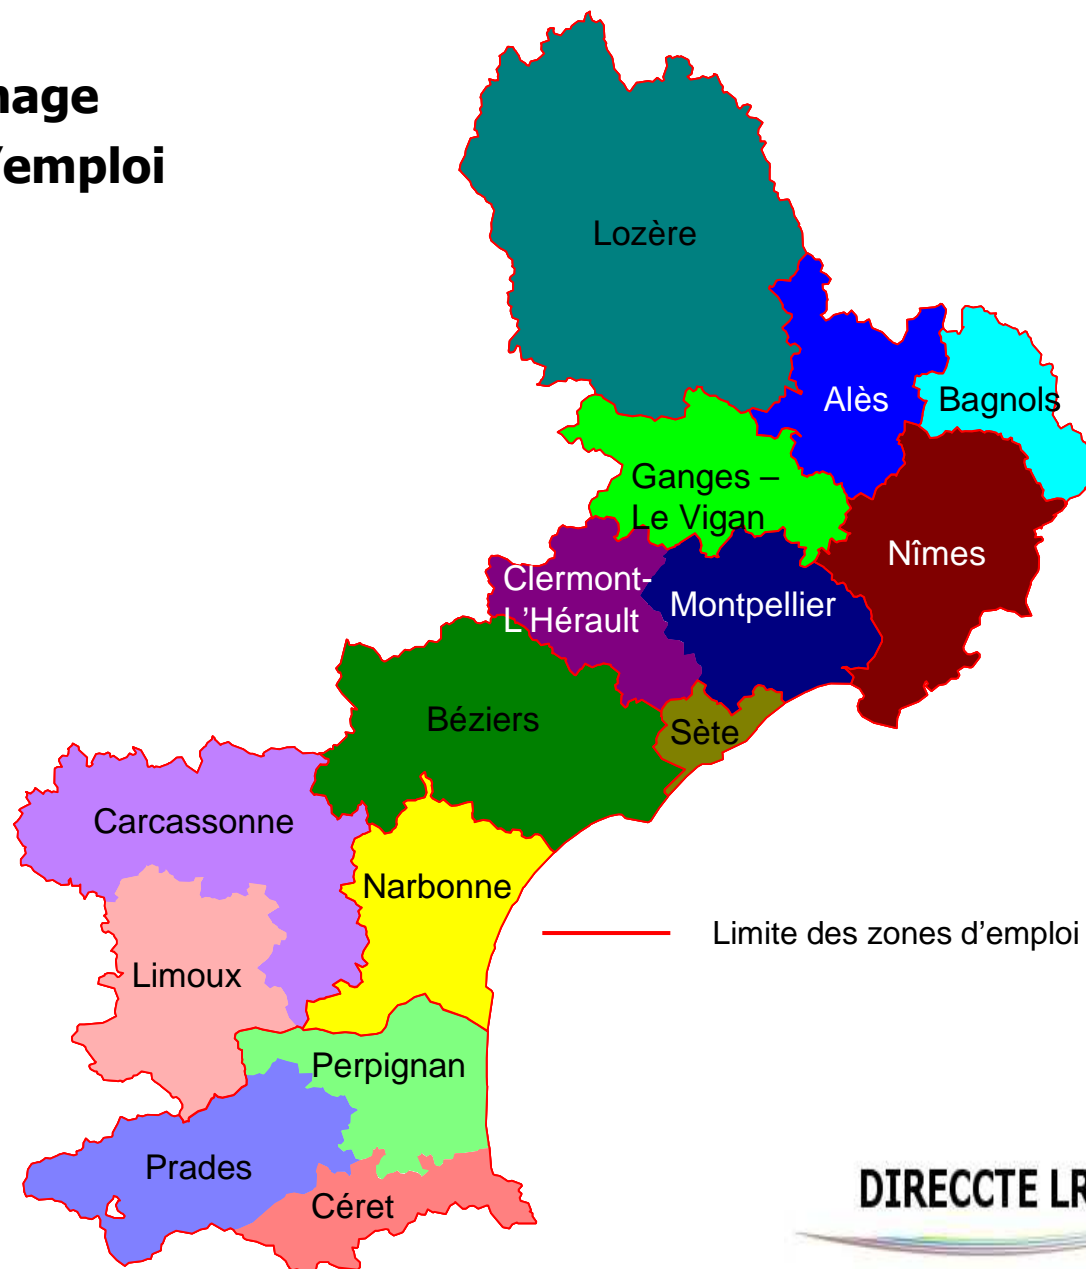 nage
'emploi
Lozère
Alès
Bagnols
Ganges –
Le Vigan
Nîmes
Clermont-
L'Hérault
Montpellier
Béziers
Sète
Carcassonne
Narbonne
Limite des zones d'emploi
Limoux
Perpignan
Prades
Céret
DIRECCTE LR